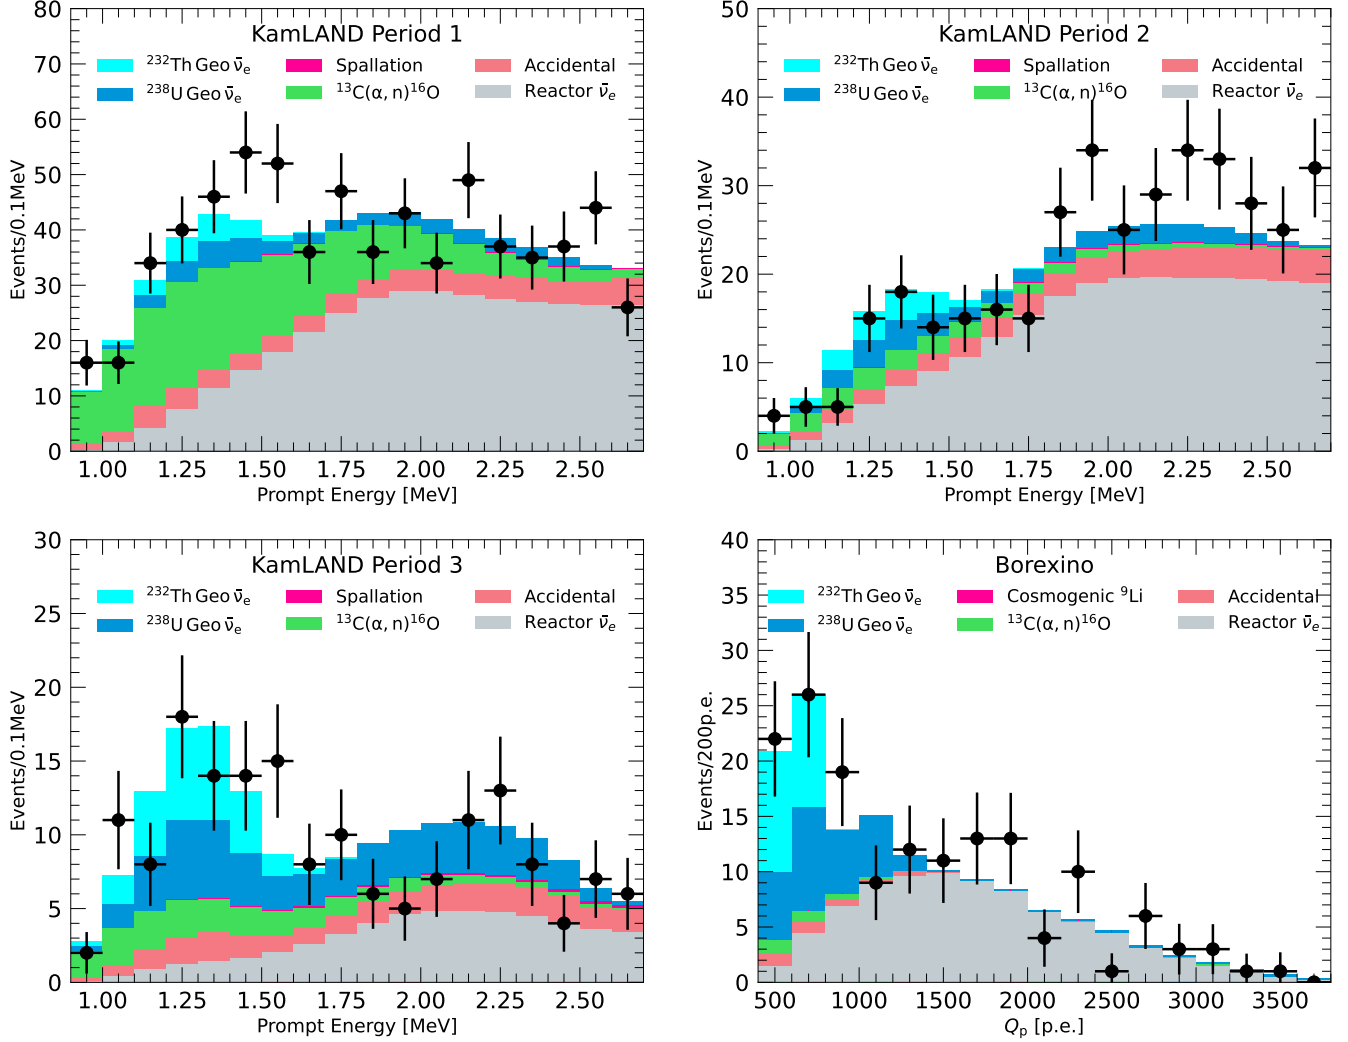 KamLAND Period 1
²³²Th Geo ν̄ₑ Spallation Accidental
²³⁸U Geo ν̄ₑ ¹³C(α, n)¹⁶O Reactor ν̄ₑ
Events/0.1MeV
80
70
60
50
40
30
20
10
0
1.00 1.25 1.50 1.75 2.00 2.25 2.50
Prompt Energy [MeV]
KamLAND Period 2
²³²Th Geo ν̄ₑ Spallation Accidental
²³⁸U Geo ν̄ₑ ¹³C(α, n)¹⁶O Reactor ν̄ₑ
Events/0.1MeV
50
40
30
20
10
0
1.00 1.25 1.50 1.75 2.00 2.25 2.50
Prompt Energy [MeV]
KamLAND Period 3
²³²Th Geo ν̄ₑ Spallation Accidental
²³⁸U Geo ν̄ₑ ¹³C(α, n)¹⁶O Reactor ν̄ₑ
Events/0.1MeV
30
25
20
15
10
5
0
1.00 1.25 1.50 1.75 2.00 2.25 2.50
Prompt Energy [MeV]
Borexino
²³²Th Geo ν̄ₑ Cosmogenic ⁹Li Accidental
²³⁸U Geo ν̄ₑ ¹³C(α, n)¹⁶O Reactor ν̄ₑ
Events/200p.e.
40
35
30
25
20
15
10
5
0
500 1000 1500 2000 2500 3000 3500
Qₚ [p.e.]